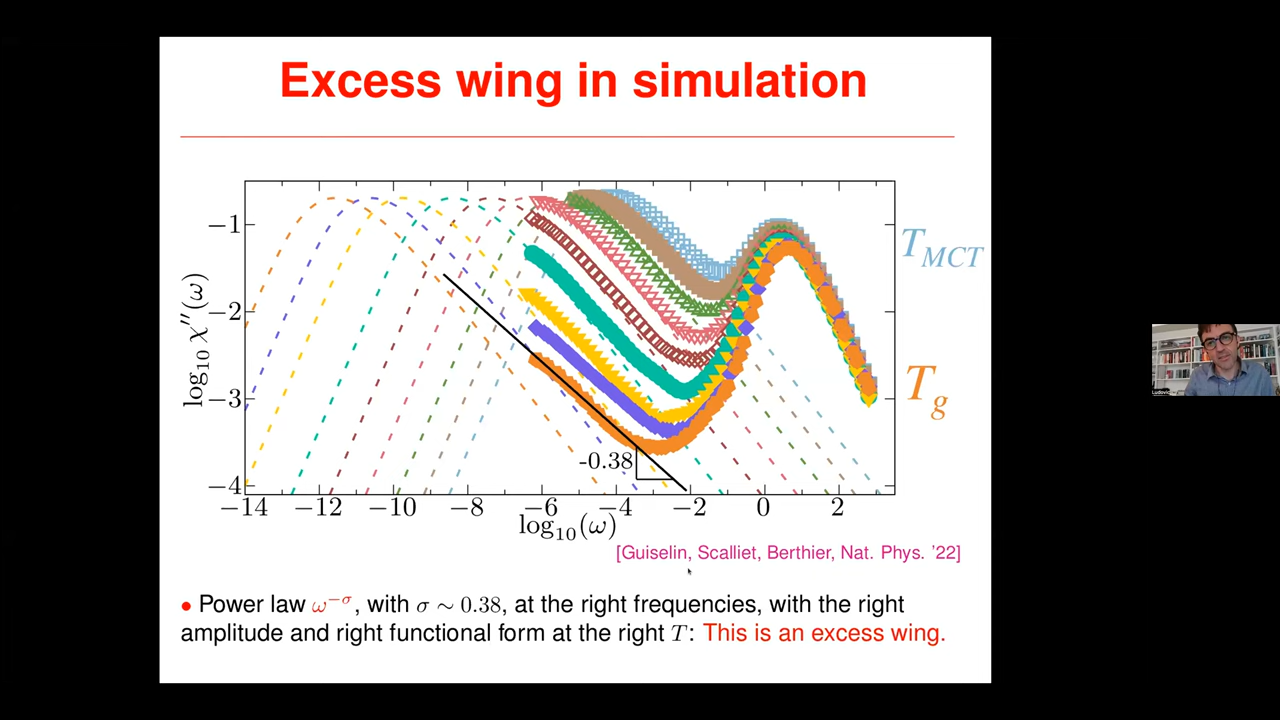 Excess wing in simulation
log₁₀ χ″(ω)
−1
−2
−3
−4
T_MCT
T_g
-0.38
−14 −12 −10 −8 −6 −4 −2 0 2
log₁₀(ω)
[Guiselin, Scalliet, Berthier, Nat. Phys. '22]
• Power law ω^−σ, with σ ∼ 0.38, at the right frequencies, with the right
amplitude and right functional form at the right T: This is an excess wing.